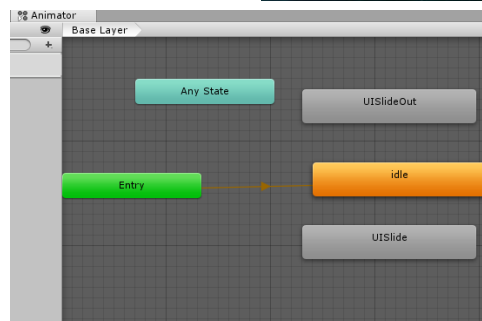 Animator
Base Layer
Any State
UISlideOut
idle
Entry
UISlide